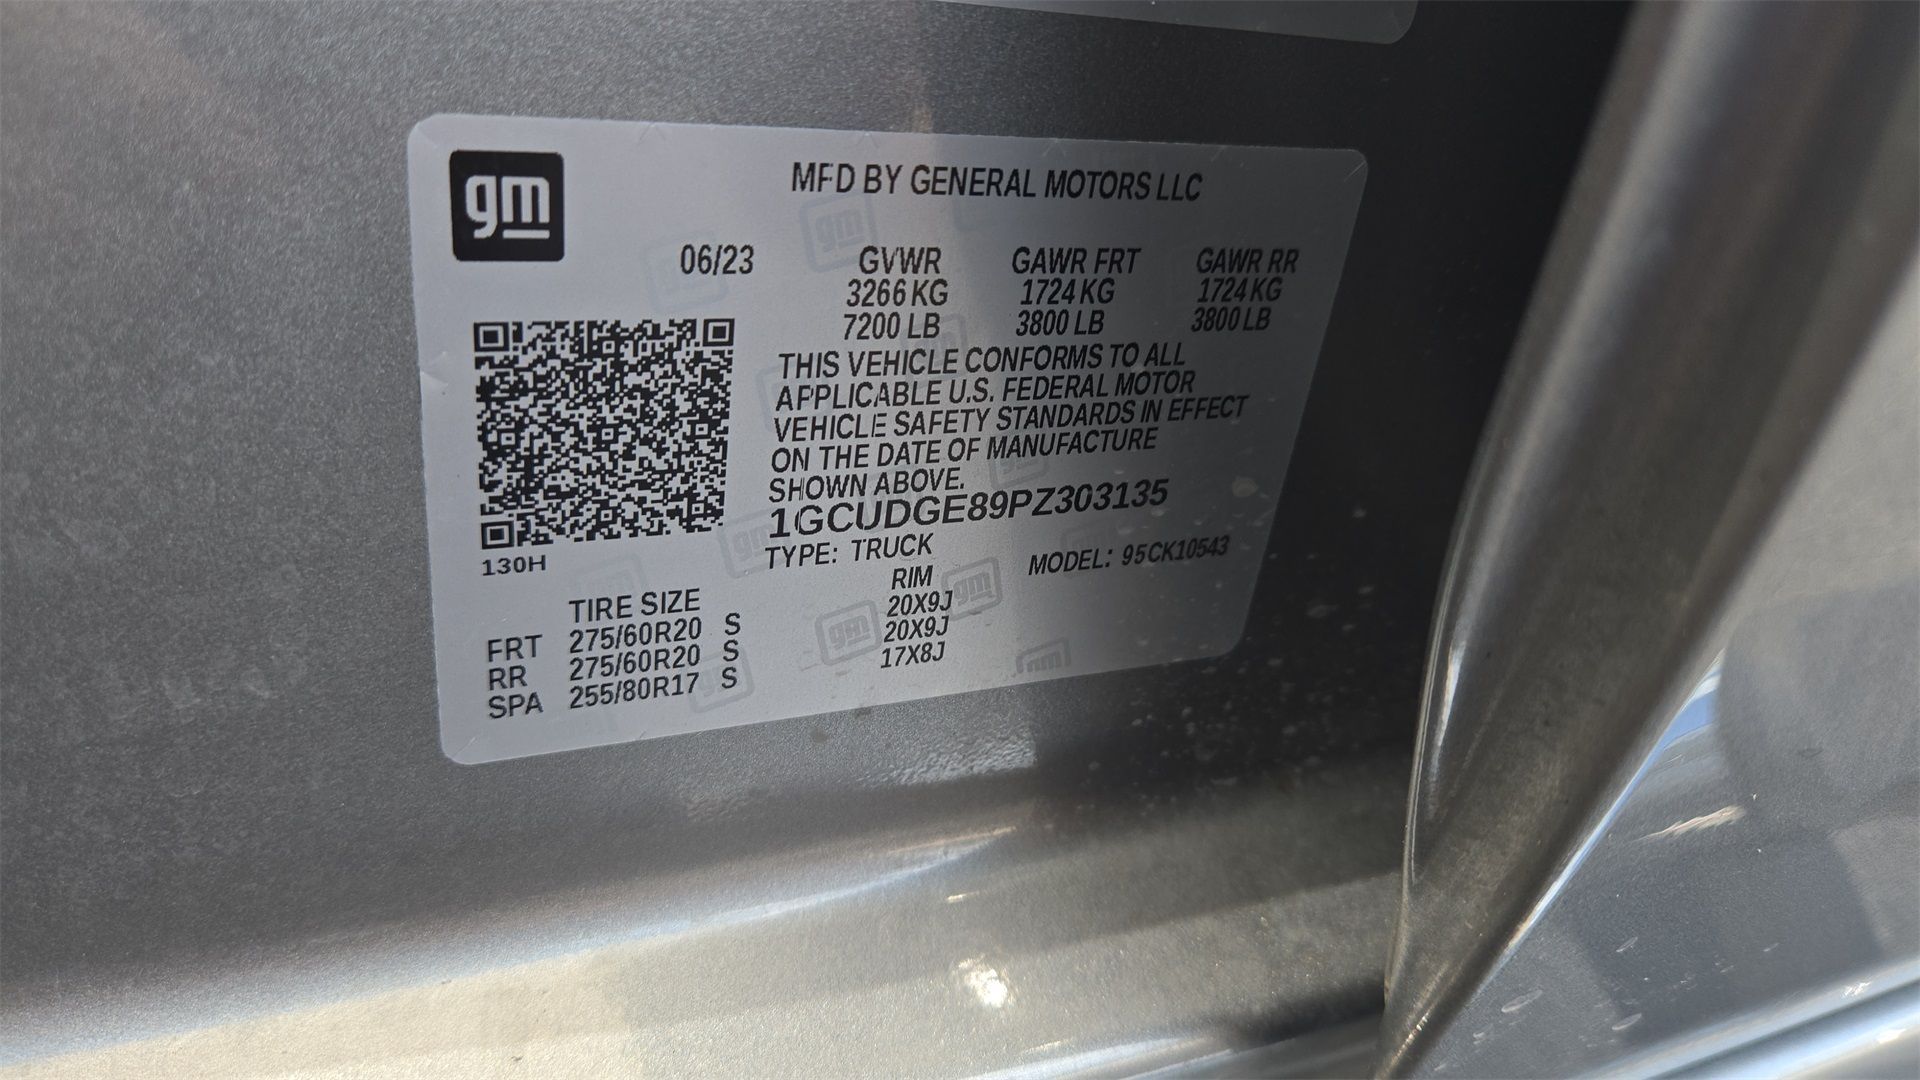 gm
MFD BY GENERAL MOTORS LLC
06/23 GVWR GAWR FRT GAWR RR
3266 KG 1724 KG 1724 KG
7200 LB 3800 LB 3800 LB
THIS VEHICLE CONFORMS TO ALL
APPLICABLE U.S. FEDERAL MOTOR
VEHICLE SAFETY STANDARDS IN EFFECT
ON THE DATE OF MANUFACTURE
SHOWN ABOVE.
1GCUDGE89PZ303135
TYPE: TRUCK MODEL: 95CK10543
130H
TIRE SIZE RIM
FRT 275/60R20 S 20X9J
RR 275/60R20 S 20X9J
SPA 255/80R17 S 17X8J